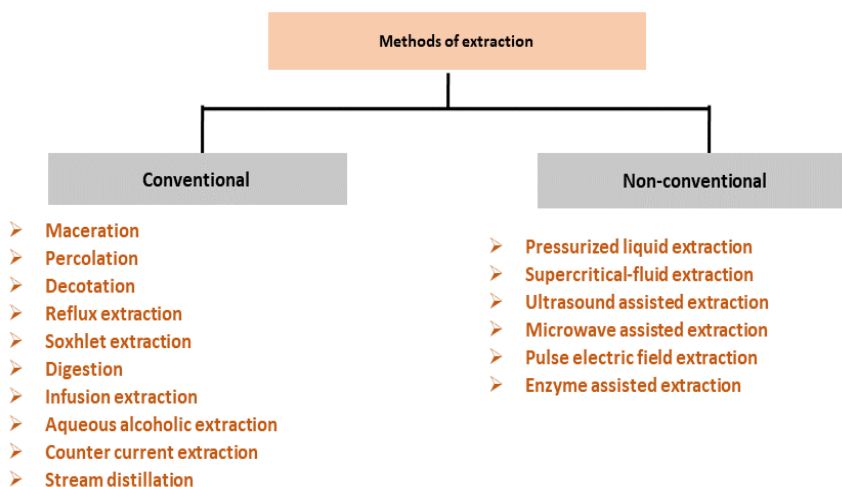 Methods of extraction
Conventional
Maceration
Percolation
Decotation
Reflux extraction
Soxhlet extraction
Digestion
Infusion extraction
Aqueous alcoholic extraction
Counter current extraction
Stream distillation
Non-conventional
Pressurized liquid extraction
Supercritical-fluid extraction
Ultrasound assisted extraction
Microwave assisted extraction
Pulse electric field extraction
Enzyme assisted extraction